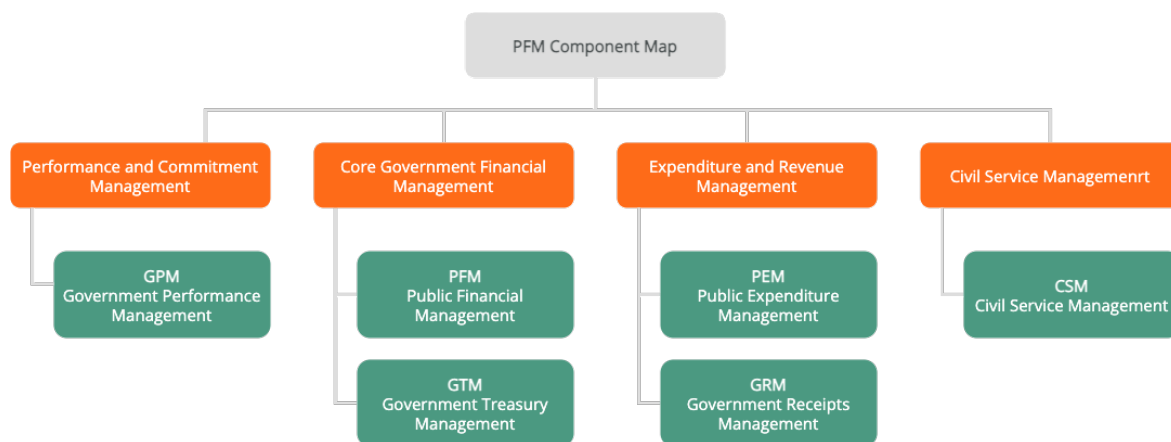 PFM Component Map
Performance and Commitment
Management
Core Government Financial
Management
Expenditure and Revenue
Management
Civil Service Managemenrt
GPM
Government Performance
Management
PFM
Public Financial
Management
PEM
Public Expenditure
Management
CSM
Civil Service Management
GTM
Government Treasury
Management
GRM
Government Receipts
Management